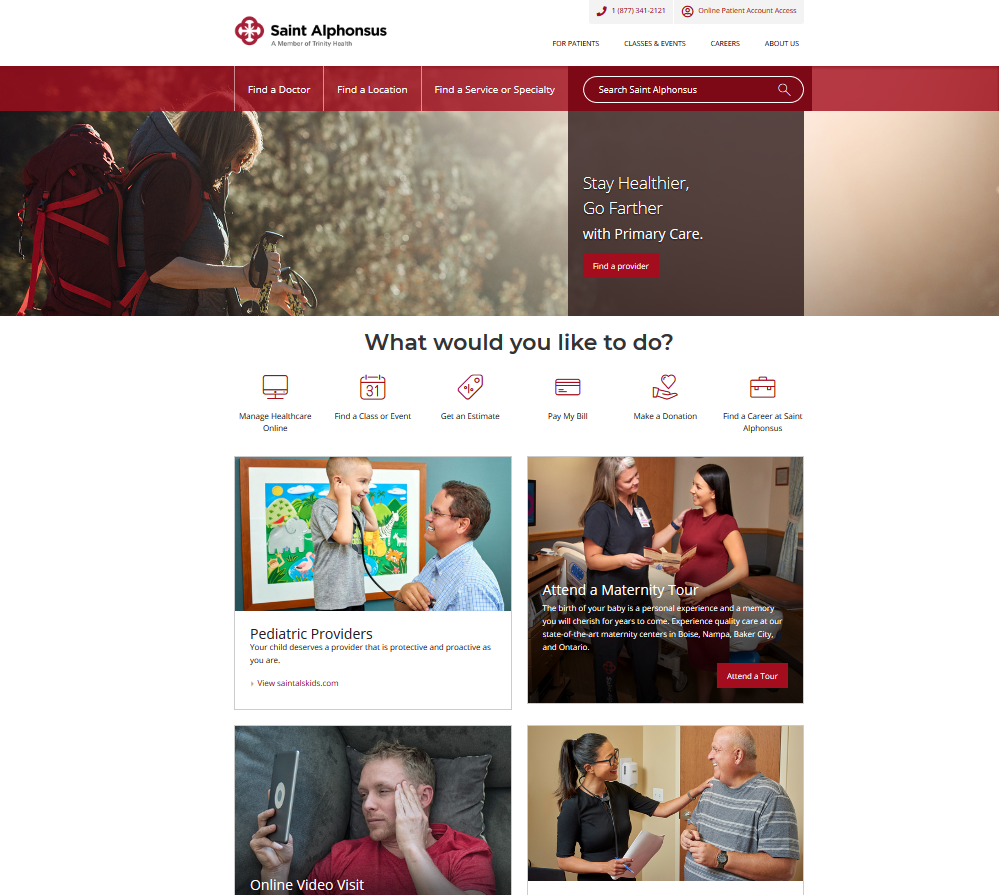 1 (877) 341-2121
Online Patient Account Access
Saint Alphonsus
A Member of Trinity Health
FOR PATIENTS
CLASSES & EVENTS
CAREERS
ABOUT US
Find a Doctor
Find a Location
Find a Service or Specialty
Search Saint Alphonsus
Stay Healthier,
Go Farther
with Primary Care.
Find a provider
What would you like to do?
31
Manage Healthcare
Online
Find a Class or Event
Get an Estimate
Pay My Bill
Make a Donation
Find a Career at Saint
Alphonsus
Pediatric Providers
Your child deserves a provider that is protective and proactive as
you are.
View saintalskids.com
Attend a Maternity Tour
The birth of your baby is a personal experience and a memory
you will cherish for years to come. Experience quality care at our
state-of-the-art maternity centers in Boise, Nampa, Baker City,
and Ontario.
Attend a Tour
Online Video Visit